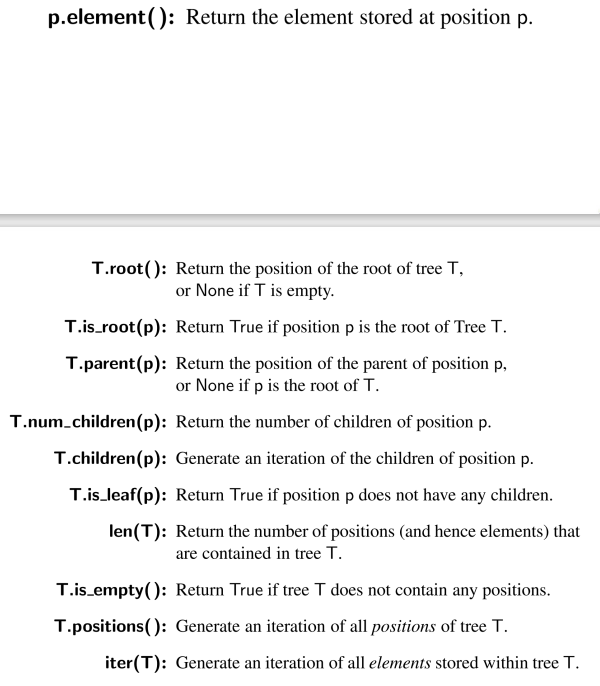 p.element( ): Return the element stored at position p.
T.root( ): Return the position of the root of tree T,
or None if T is empty.
T.is_root(p): Return True if position p is the root of Tree T.
T.parent(p): Return the position of the parent of position p,
or None if p is the root of T.
T.num_children(p): Return the number of children of position p.
T.children(p): Generate an iteration of the children of position p.
T.is_leaf(p): Return True if position p does not have any children.
len(T): Return the number of positions (and hence elements) that
are contained in tree T.
T.is_empty( ): Return True if tree T does not contain any positions.
T.positions( ): Generate an iteration of all positions of tree T.
iter(T): Generate an iteration of all elements stored within tree T.